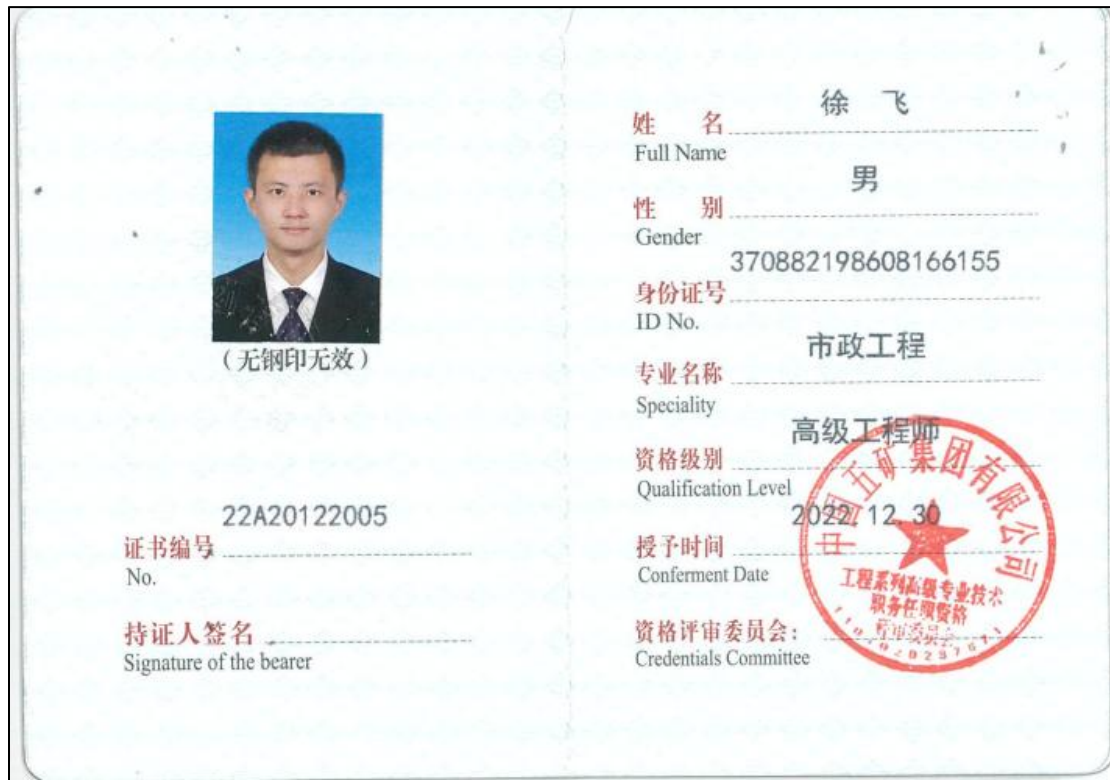 （无钢印无效）
22A20122005
证书编号
No.
持证人签名
Signature of the bearer
徐 飞
姓 名
Full Name
男
性 别
Gender
370882198608166155
身份证号
ID No.
市政工程
专业名称
Speciality
高级工程师
资格级别
Qualification Level
2022 12 30
授予时间
Conferment Date
资格评审委员会：
Credentials Committee
中国五矿集团有限公司
工程系列高级专业技术
职务任职资格
评审委员会